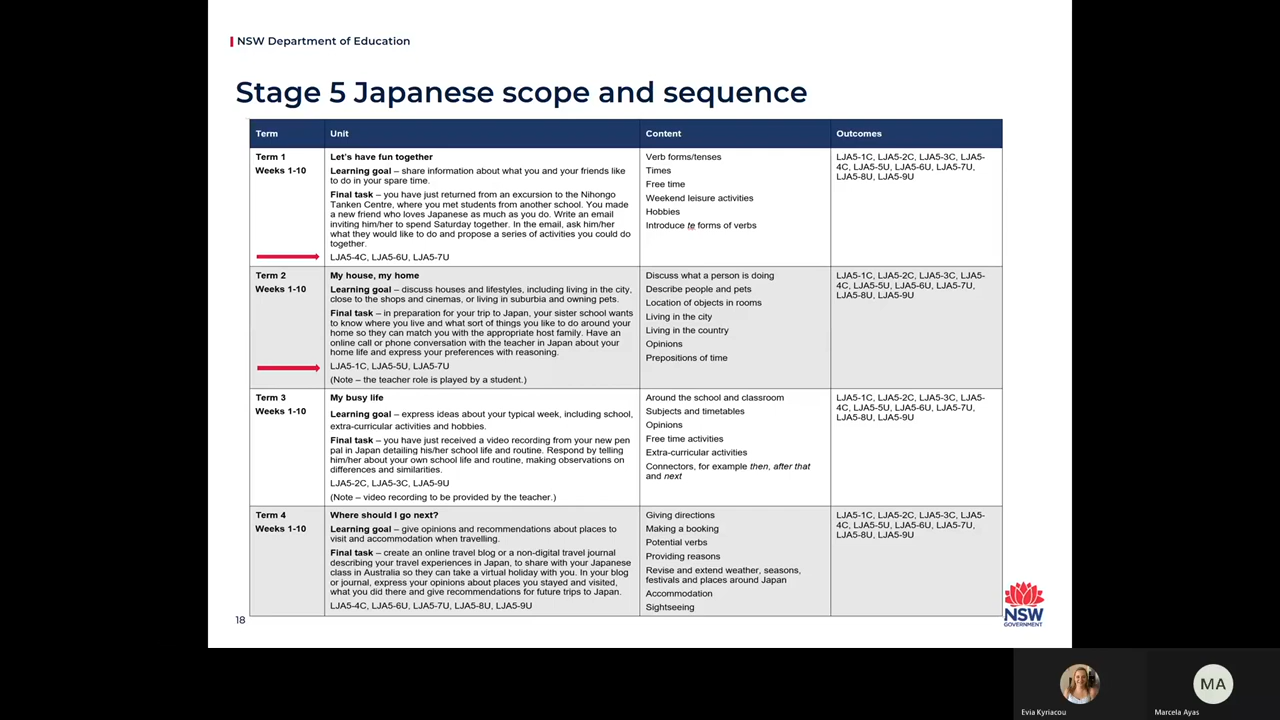 NSW Department of Education
Stage 5 Japanese scope and sequence
Term
Unit
Content
Outcomes
Term 1
Weeks 1-10
Let's have fun together
Learning goal – share information about what you and your friends like
to do in your spare time.
Final task – you have just returned from an excursion to the Nihongo
Tanken Centre, where you met students from another school. You made
a new friend who loves Japanese as much as you do. Write an email
inviting him/her to spend Saturday together. In the email, ask him/her
what they would like to do and propose a series of activities you could do
together.
LJA5-4C, LJA5-6U, LJA5-7U
Verb forms/tenses
Times
Free time
Weekend leisure activities
Hobbies
Introduce te forms of verbs
LJA5-1C, LJA5-2C, LJA5-3C, LJA5-
4C, LJA5-5U, LJA5-6U, LJA5-7U,
LJA5-8U, LJA5-9U
Term 2
Weeks 1-10
My house, my home
Learning goal – discuss houses and lifestyles, including living in the city,
close to the shops and cinemas, or living in suburbia and owning pets.
Final task – in preparation for your trip to Japan, your sister school wants
to know where you live and what sort of things you like to do around your
home so they can match you with the appropriate host family. Have an
online call or phone conversation with the teacher in Japan about your
home life and express your preferences with reasoning.
LJA5-1C, LJA5-5U, LJA5-7U
(Note – the teacher role is played by a student.)
Discuss what a person is doing
Describe people and pets
Location of objects in rooms
Living in the city
Living in the country
Opinions
Prepositions of time
LJA5-1C, LJA5-2C, LJA5-3C, LJA5-
4C, LJA5-5U, LJA5-6U, LJA5-7U,
LJA5-8U, LJA5-9U
Term 3
Weeks 1-10
My busy life
Learning goal – express ideas about your typical week, including school,
extra-curricular activities and hobbies.
Final task – you have just received a video recording from your new pen
pal in Japan detailing his/her school life and routine. Respond by telling
him/her about your own school life and routine, making observations on
differences and similarities.
LJA5-2C, LJA5-3C, LJA5-9U
(Note – video recording to be provided by the teacher.)
Around the school and classroom
Subjects and timetables
Opinions
Free time activities
Extra-curricular activities
Connectors, for example then, after that
and next
LJA5-1C, LJA5-2C, LJA5-3C, LJA5-
4C, LJA5-5U, LJA5-6U, LJA5-7U,
LJA5-8U, LJA5-9U
Term 4
Weeks 1-10
Where should I go next?
Learning goal – give opinions and recommendations about places to
visit and accommodation when travelling.
Final task – create an online travel blog or a non-digital travel journal
describing your travel experiences in Japan, to share with your Japanese
class in Australia so they can take a virtual holiday with you. In your blog
or journal, express your opinions about places you stayed and visited,
what you did there and give recommendations for future trips to Japan.
LJA5-4C, LJA5-6U, LJA5-7U, LJA5-8U, LJA5-9U
Giving directions
Making a booking
Potential verbs
Providing reasons
Revise and extend weather, seasons,
festivals and places around Japan
Accommodation
Sightseeing
LJA5-1C, LJA5-2C, LJA5-3C, LJA5-
4C, LJA5-5U, LJA5-6U, LJA5-7U,
LJA5-8U, LJA5-9U
18
NSW
GOVERNMENT
MA
Evia Kyriacou
Marcela Ayas